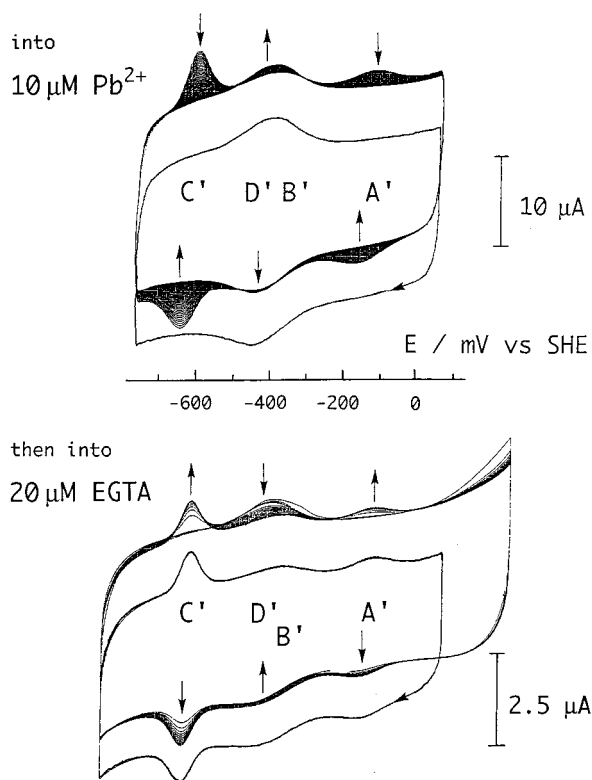 into
10 μM Pb²⁺
C' D' B' A'
10 μA
E / mV vs SHE
-600 -400 -200 0
then into
20 μM EGTA
C' D' A'
B'
2.5 μA